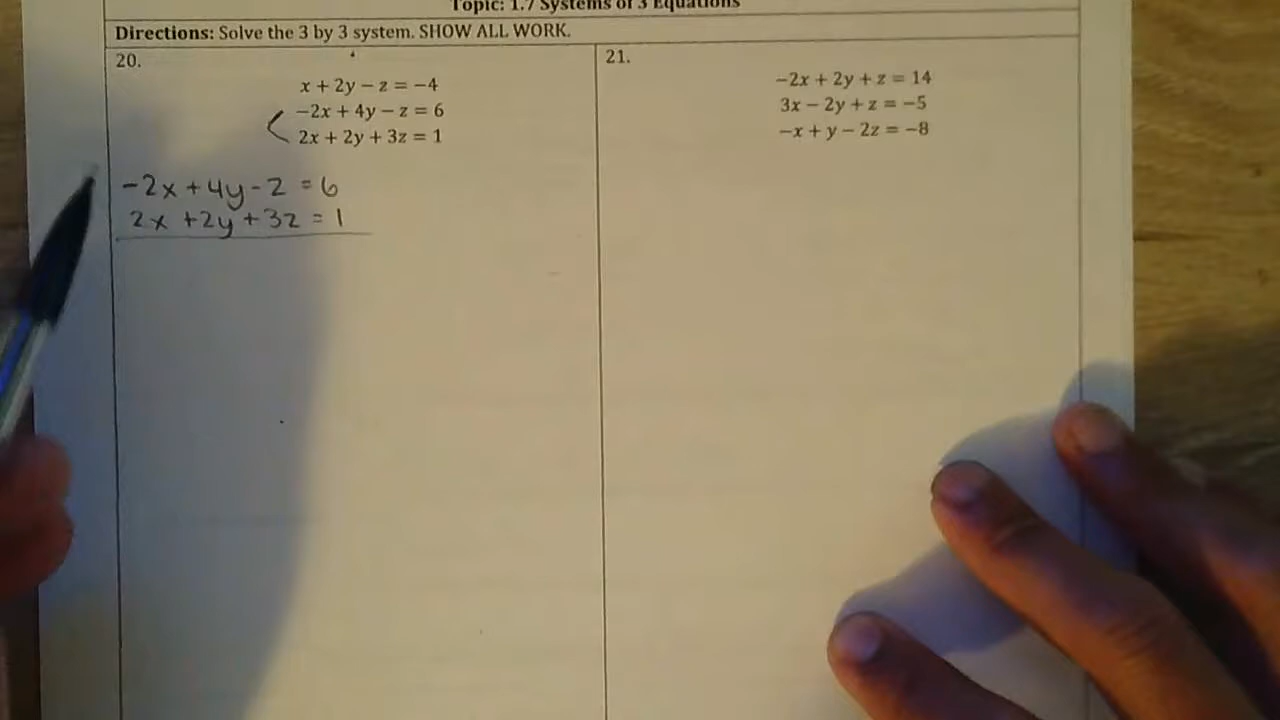 Topic: 1.7 Systems of 3 Equations
Directions: Solve the 3 by 3 system. SHOW ALL WORK.
20.
x + 2y − z = −4
−2x + 4y − z = 6
2x + 2y + 3z = 1
-2x + 4y - z = 6
2x + 2y + 3z = 1
21.
−2x + 2y + z = 14
3x − 2y + z = −5
−x + y − 2z = −8